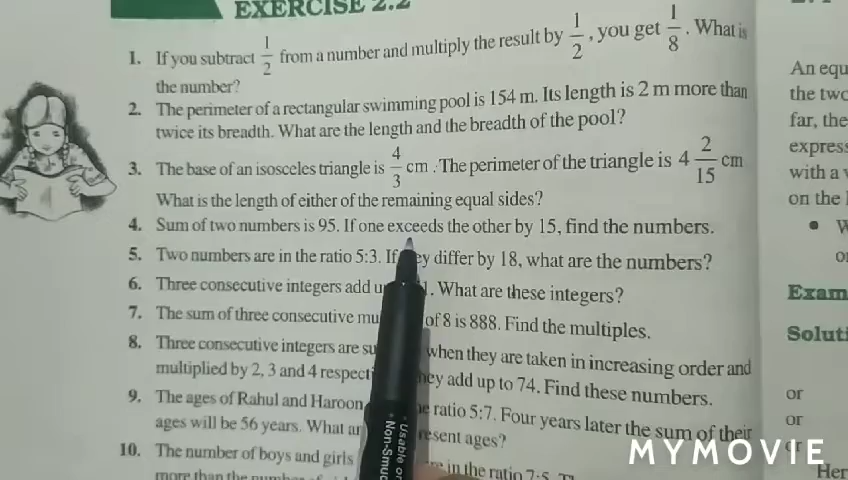 EXERCISE 2.2
1. If you subtract 1/2 from a number and multiply the result by 1/2, you get 1/8. What is
the number?
2. The perimeter of a rectangular swimming pool is 154 m. Its length is 2 m more than
twice its breadth. What are the length and the breadth of the pool?
3. The base of an isosceles triangle is 4/3 cm. The perimeter of the triangle is 4 2/15 cm
What is the length of either of the remaining equal sides?
4. Sum of two numbers is 95. If one exceeds the other by 15, find the numbers.
5. Two numbers are in the ratio 5:3. If ey differ by 18, what are the numbers?
6. Three consecutive integers add u . What are these integers?
7. The sum of three consecutive mu of 8 is 888. Find the multiples.
8. Three consecutive integers are su when they are taken in increasing order and
multiplied by 2, 3 and 4 respecti hey add up to 74. Find these numbers.
9. The ages of Rahul and Haroon ratio 5:7. Four years later the sum of their
ages will be 56 years. What ar resent ages?
10. The number of boys and girls in the ratio 7:5.
more than the
An equ
the two
far, the
express
with a
on the
Exam
Soluti
or
or
or
Her
Usable on
Non-Smud
MYMOVIE